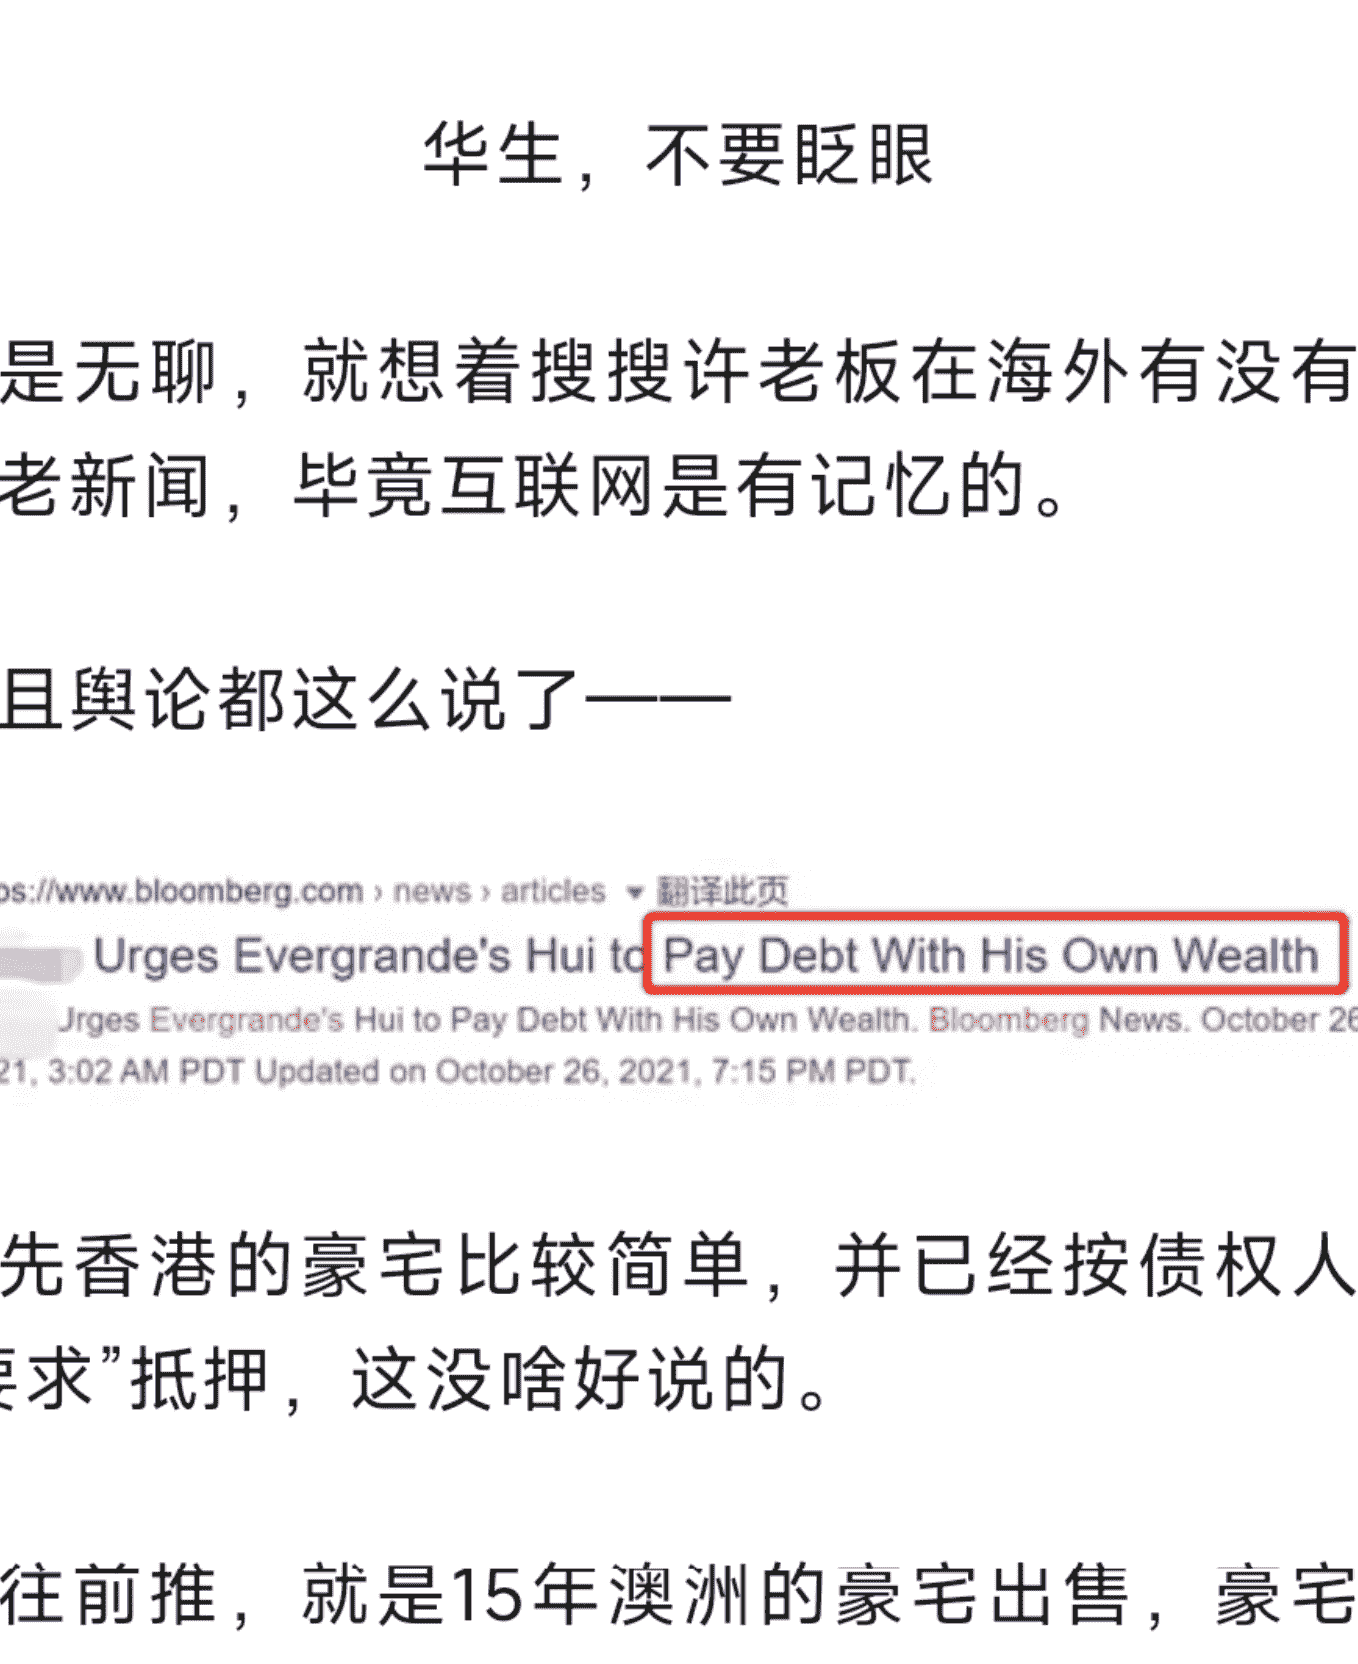 华生，不要眨眼
是无聊，就想着搜搜许老板在海外有没有
老新闻，毕竟互联网是有记忆的。
且舆论都这么说了——
ps://www.bloomberg.com › news › articles ▼ 翻译此页
Urges Evergrande's Hui to Pay Debt With His Own Wealth
Urges Evergrande's Hui to Pay Debt With His Own Wealth. Bloomberg News. October 26
21, 3:02 AM PDT Updated on October 26, 2021, 7:15 PM PDT.
先香港的豪宅比较简单，并已经按债权人
要求”抵押，这没啥好说的。
往前推，就是15年澳洲的豪宅出售，豪宅